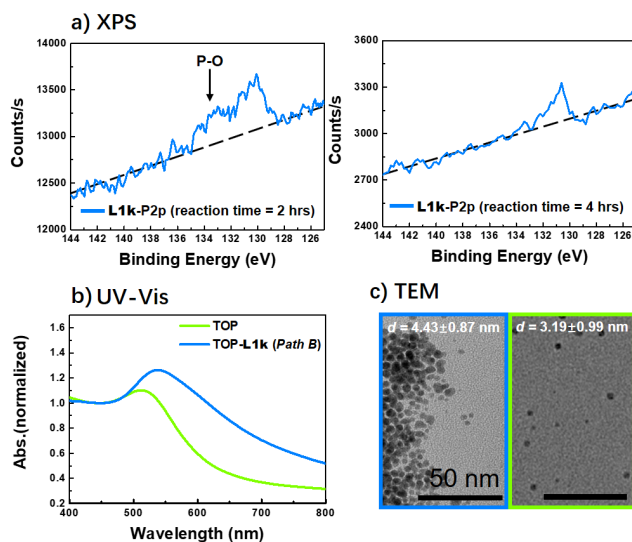 a) XPS
14000
13500
13000
12500
12000
Counts/s
P-O
L1k-P2p (reaction time = 2 hrs)
144 142 140 138 136 134 132 130 128 126
Binding Energy (eV)
3600
3300
3000
2700
2400
Counts/s
L1k-P2p (reaction time = 4 hrs)
144 142 140 138 136 134 132 130 128 126
Binding Energy (eV)
b) UV-Vis
1.6
1.4
1.2
1.0
0.8
0.6
0.4
0.2
Abs.(normalized)
TOP
TOP-L1k (Path B)
400 500 600 700 800
Wavelength (nm)
c) TEM
d = 4.43±0.87 nm
50 nm
d = 3.19±0.99 nm